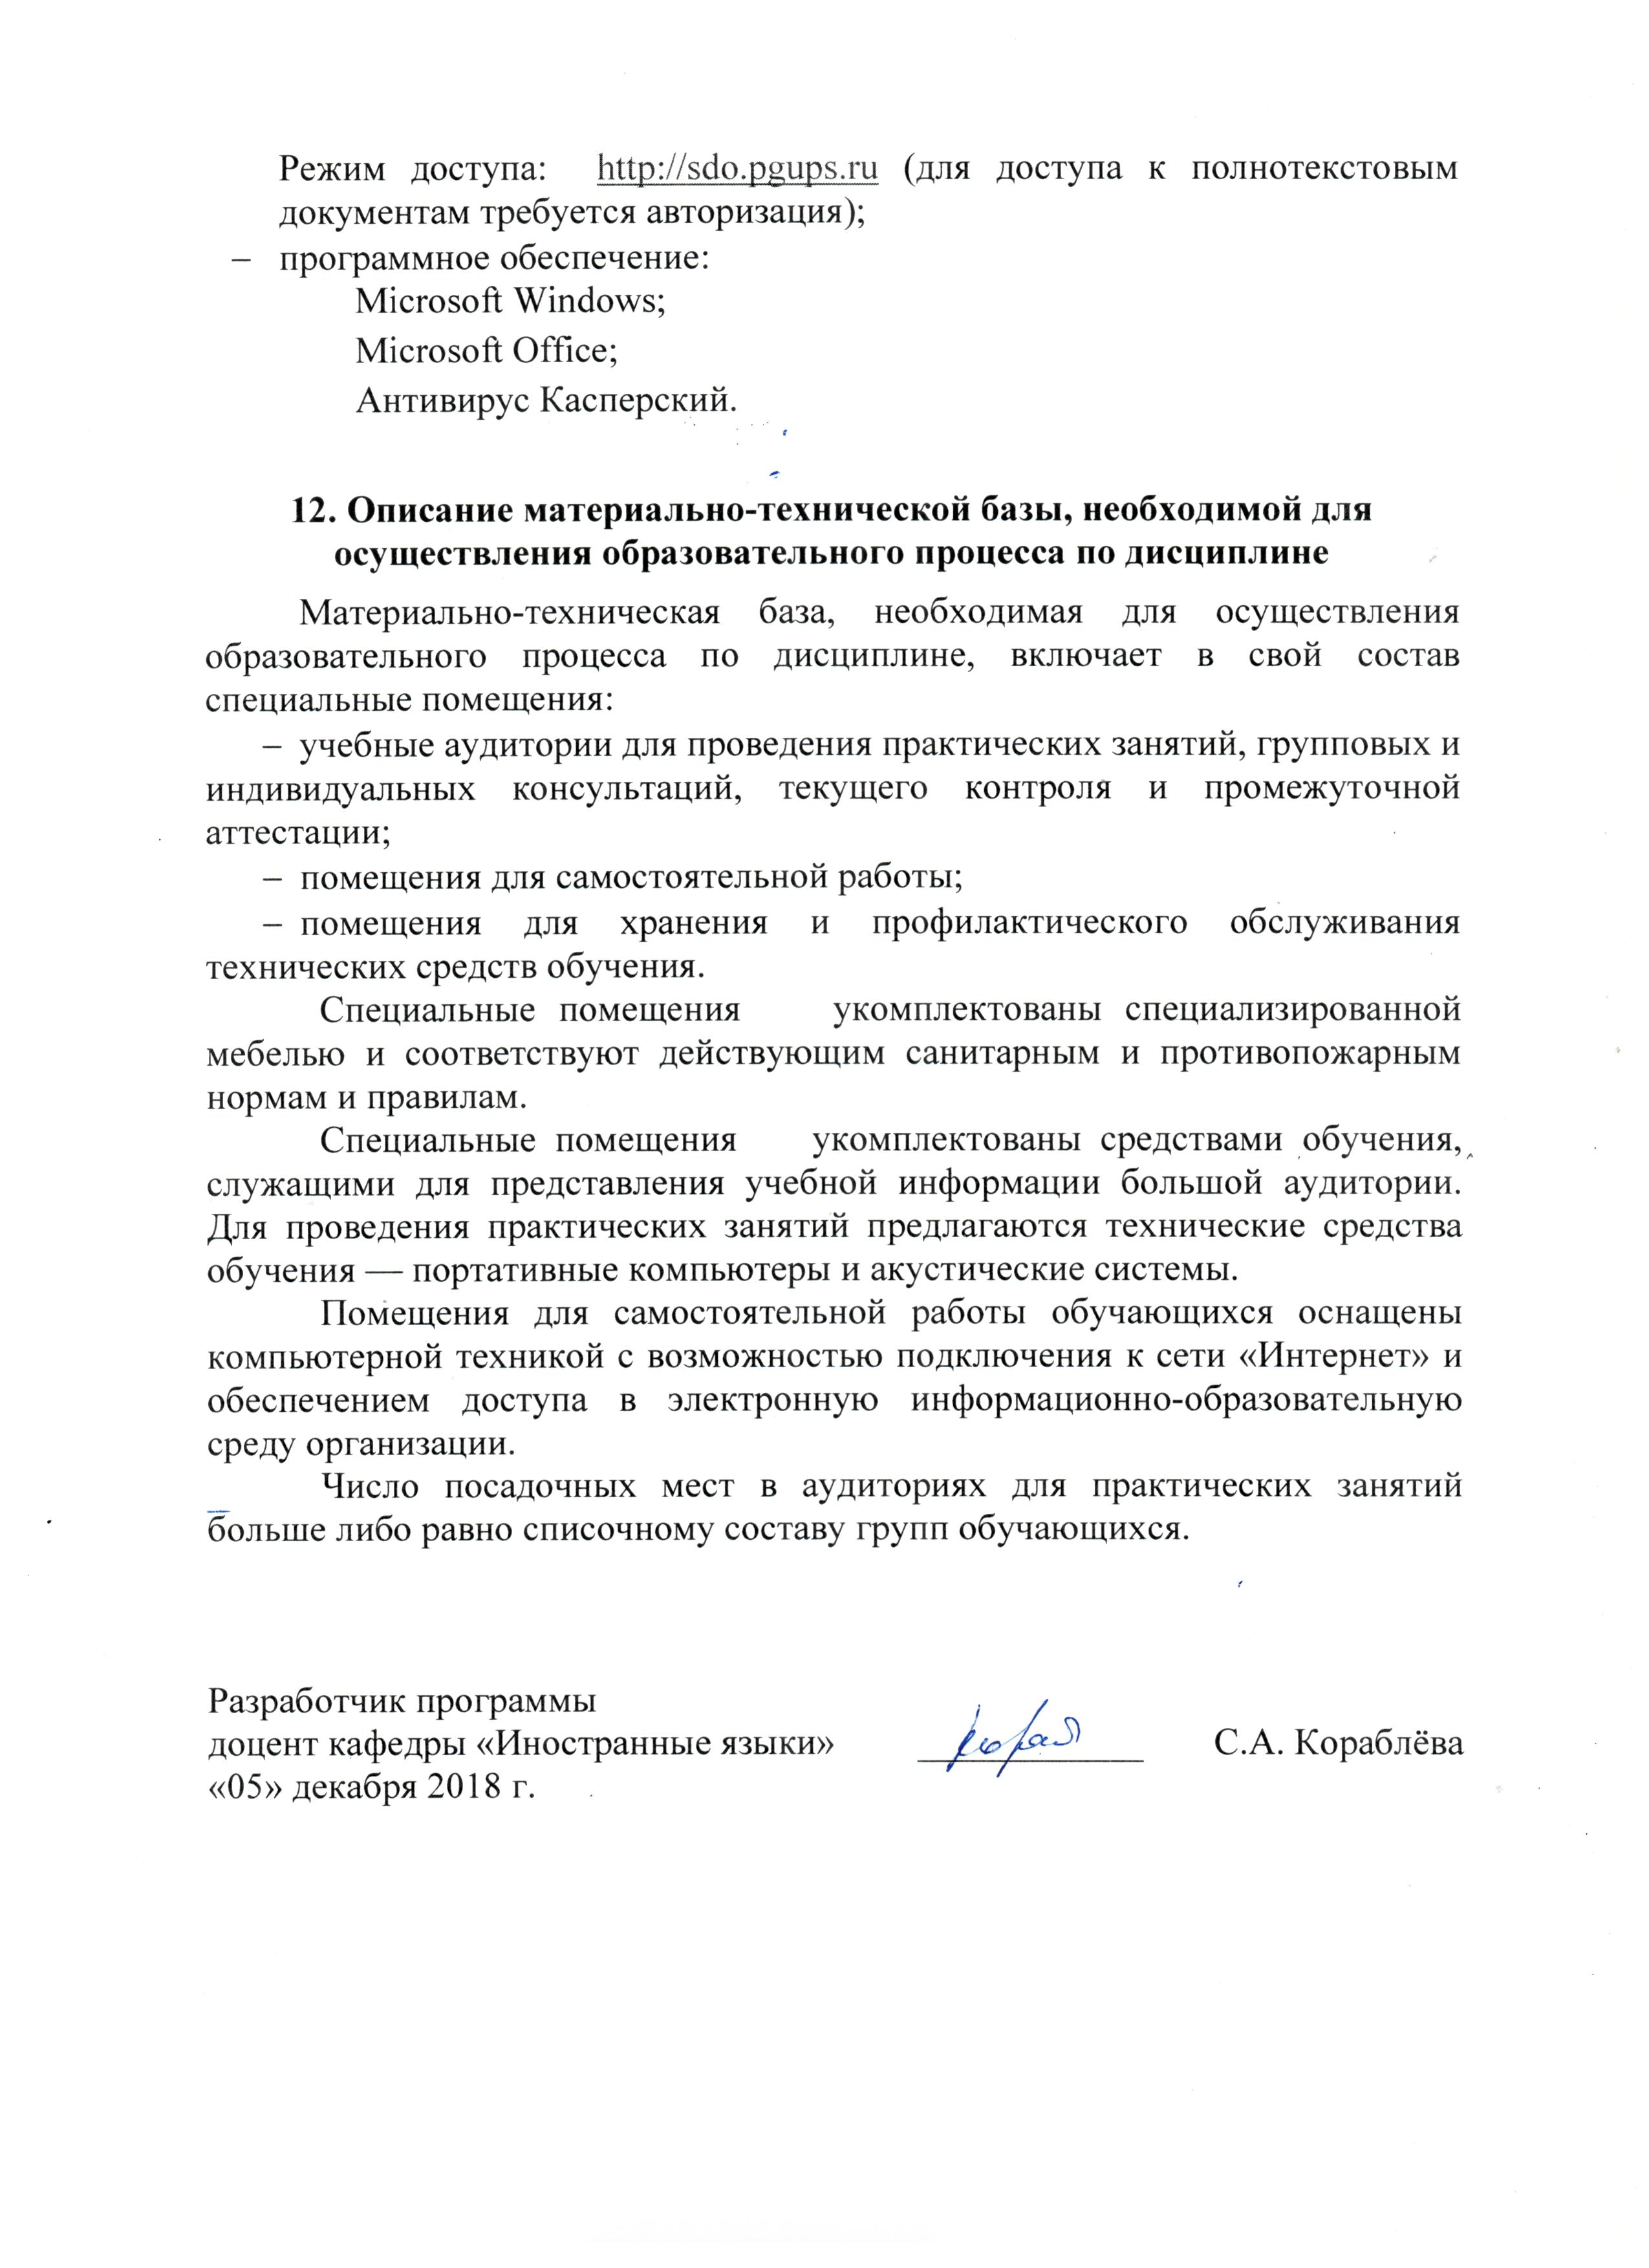 Режим доступа: http://sdo.pgups.ru (для доступа к полнотекстовым
документам требуется авторизация);
– программное обеспечение:
Microsoft Windows;
Microsoft Office;
Антивирус Касперский.
12. Описание материально-технической базы, необходимой для
осуществления образовательного процесса по дисциплине
Материально-техническая база, необходимая для осуществления
образовательного процесса по дисциплине, включает в свой состав
специальные помещения:
– учебные аудитории для проведения практических занятий, групповых и
индивидуальных консультаций, текущего контроля и промежуточной
аттестации;
– помещения для самостоятельной работы;
– помещения для хранения и профилактического обслуживания
технических средств обучения.
Специальные помещения укомплектованы специализированной
мебелью и соответствуют действующим санитарным и противопожарным
нормам и правилам.
Специальные помещения укомплектованы средствами обучения,
служащими для представления учебной информации большой аудитории.
Для проведения практических занятий предлагаются технические средства
обучения — портативные компьютеры и акустические системы.
Помещения для самостоятельной работы обучающихся оснащены
компьютерной техникой с возможностью подключения к сети «Интернет» и
обеспечением доступа в электронную информационно-образовательную
среду организации.
Число посадочных мест в аудиториях для практических занятий
больше либо равно списочному составу групп обучающихся.
Разработчик программы
доцент кафедры «Иностранные языки» С.А. Кораблёва
«05» декабря 2018 г.